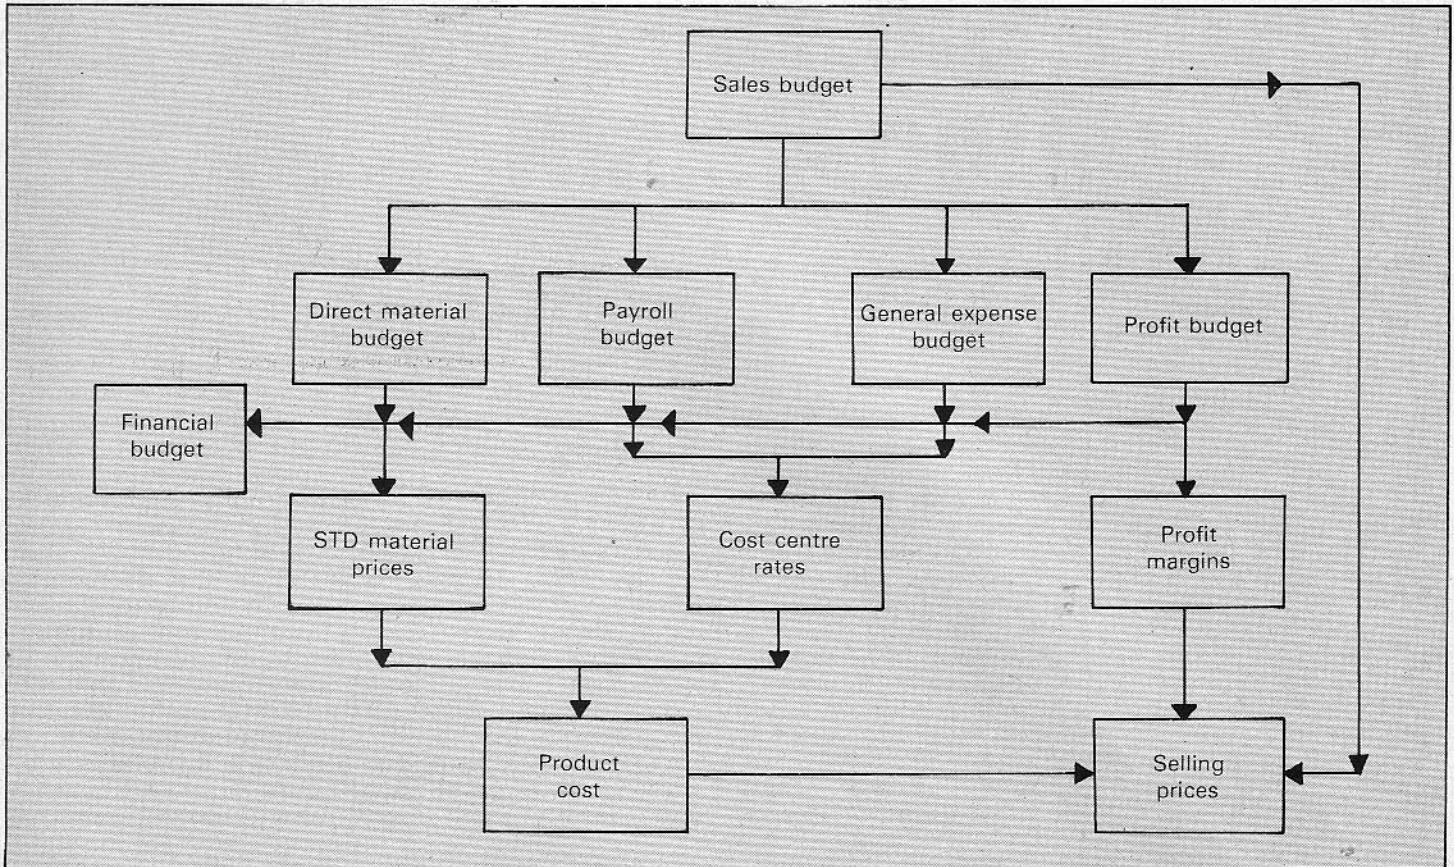 Sales budget
Direct material
budget
Payroll
budget
General expense
budget
Profit budget
Financial
budget
STD material
prices
Cost centre
rates
Profit
margins
Product
cost
Selling
prices